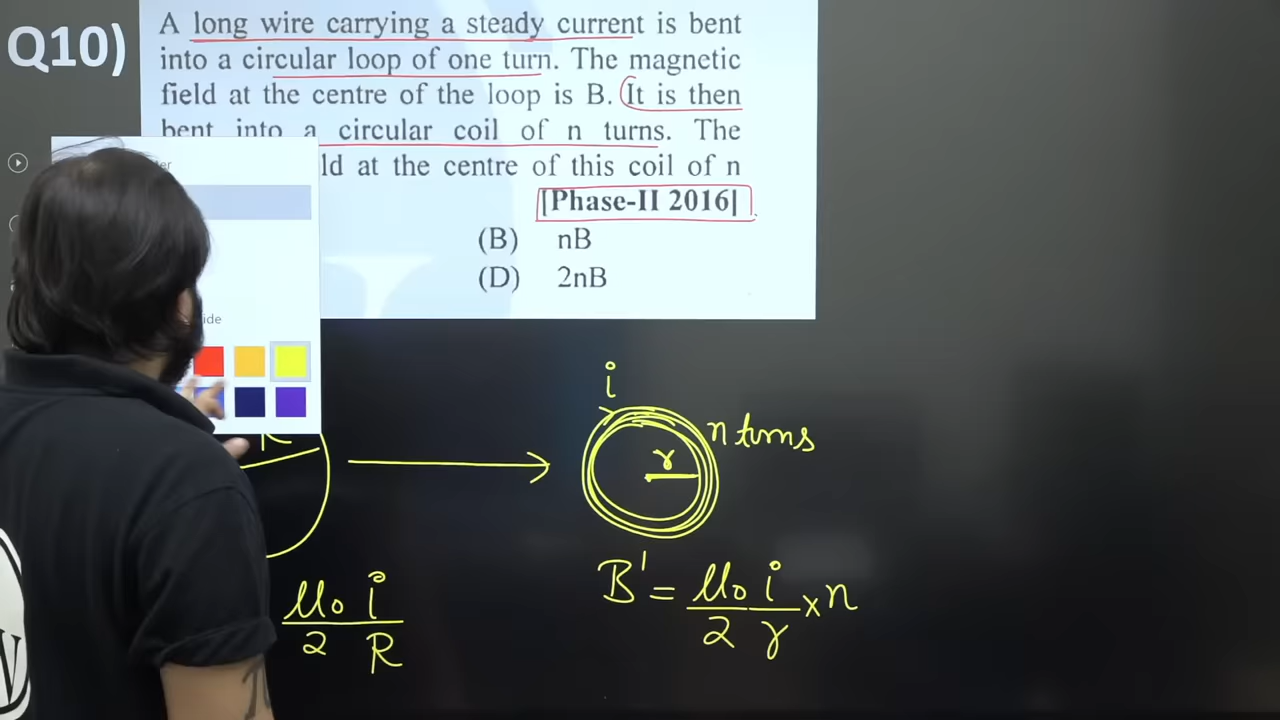 Q10)
A long wire carrying a steady current is bent
into a circular loop of one turn. The magnetic
field at the centre of the loop is B. It is then
bent into a circular coil of n turns. The
ld at the centre of this coil of n
[Phase-II 2016]
(B) nB
(D) 2nB
ide
i
n turns
r
R
μ₀ i
2 R
B' = μ₀ i × n
2 r